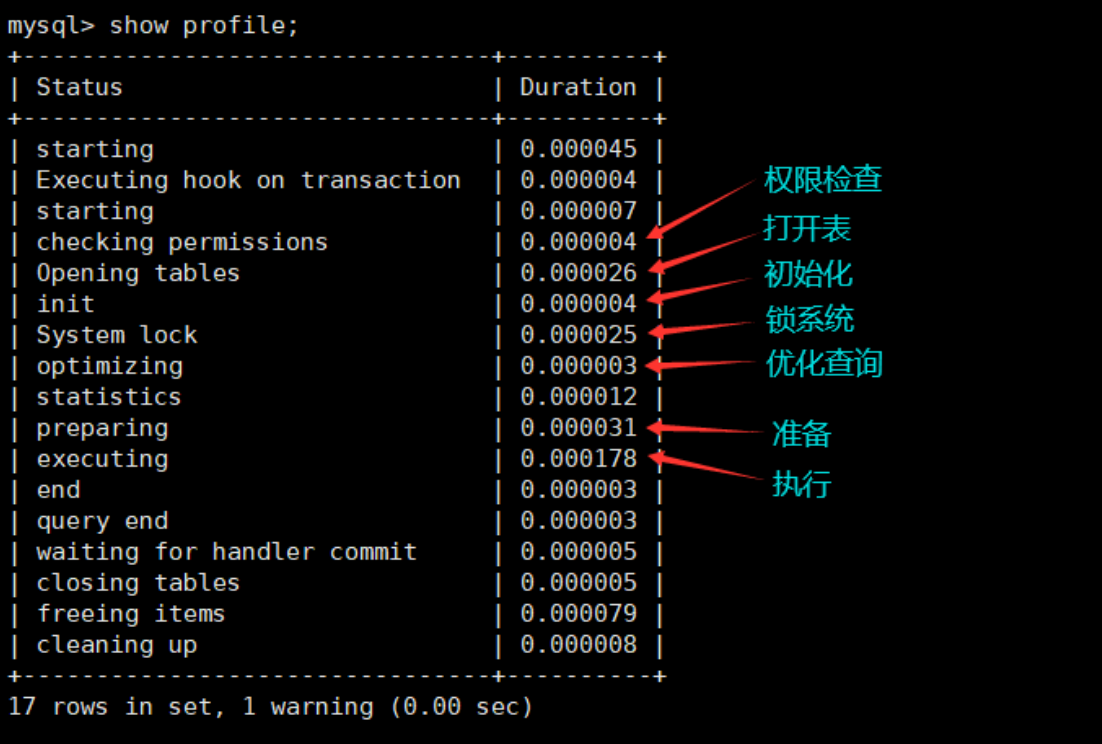 mysql> show profile;
+--------------------------------+----------+
| Status                         | Duration |
+--------------------------------+----------+
| starting                       | 0.000045 |
| Executing hook on transaction  | 0.000004 |
| starting                       | 0.000007 |
| checking permissions           | 0.000004 | 权限检查
| Opening tables                 | 0.000026 | 打开表
| init                           | 0.000004 | 初始化
| System lock                    | 0.000025 | 锁系统
| optimizing                     | 0.000003 | 优化查询
| statistics                     | 0.000012 |
| preparing                      | 0.000031 | 准备
| executing                      | 0.000178 | 执行
| end                            | 0.000003 |
| query end                      | 0.000003 |
| waiting for handler commit     | 0.000005 |
| closing tables                 | 0.000005 |
| freeing items                  | 0.000079 |
| cleaning up                    | 0.000008 |
+--------------------------------+----------+
17 rows in set, 1 warning (0.00 sec)